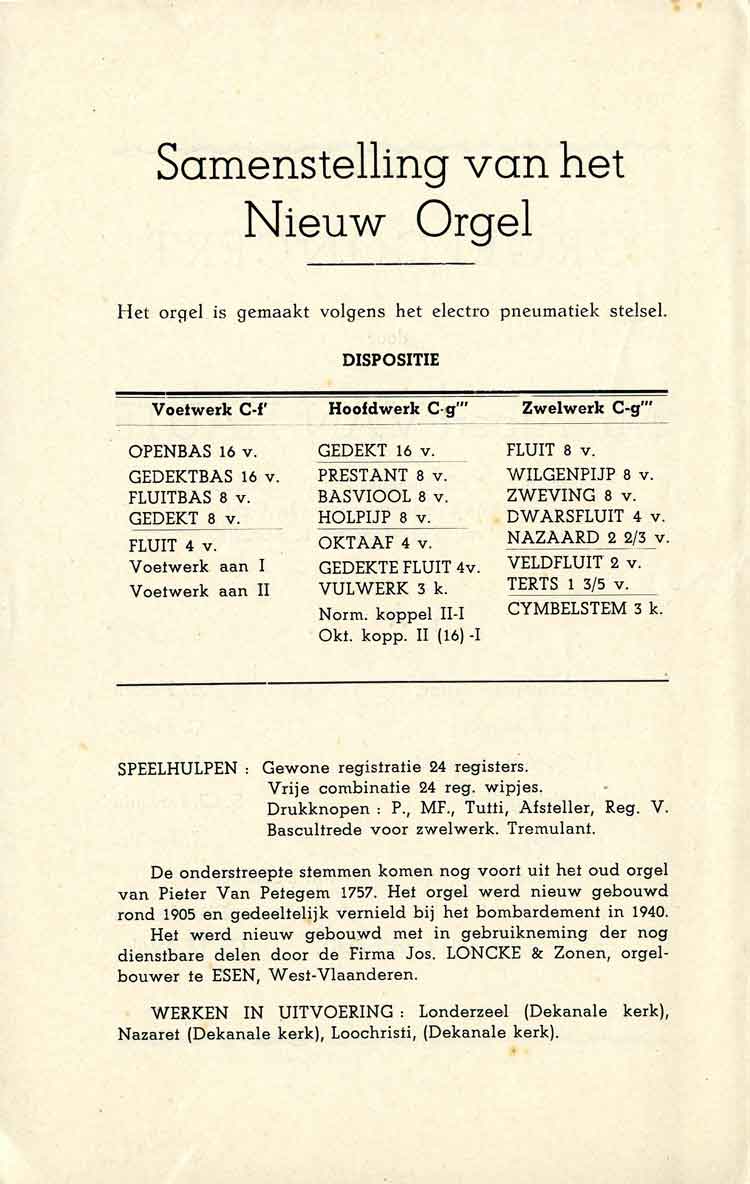 Samenstelling van het
Nieuw Orgel
Het orgel is gemaakt volgens het electro pneumatiek stelsel.
DISPOSITIE
Voetwerk C-f'
OPENBAS 16 v.
GEDEKTBAS 16 v.
FLUITBAS 8 v.
GEDEKT 8 v.
FLUIT 4 v.
Voetwerk aan I
Voetwerk aan II
Hoofdwerk C-g'''
GEDEKT 16 v.
PRESTANT 8 v.
BASVIOOL 8 v.
HOLPIJP 8 v.
OKTAAF 4 v.
GEDEKTE FLUIT 4v.
VULWERK 3 k.
Norm. koppel II-I
Okt. kopp. II (16) -I
Zwelwerk C-g'''
FLUIT 8 v.
WILGENPIJP 8 v.
ZWEVING 8 v.
DWARSFLUIT 4 v.
NAZAARD 2 2/3 v.
VELDFLUIT 2 v.
TERTS 1 3/5 v.
CYMBELSTEM 3 k.
SPEELHULPEN : Gewone registratie 24 registers.
Vrije combinatie 24 reg. wipjes.
Drukknopen : P., MF., Tutti, Afsteller, Reg. V.
Bascultrede voor zwelwerk. Tremulant.
De onderstreepte stemmen komen nog voort uit het oud orgel
van Pieter Van Petegem 1757. Het orgel werd nieuw gebouwd
rond 1905 en gedeeltelijk vernield bij het bombardement in 1940.
Het werd nieuw gebouwd met in gebruikneming der nog
dienstbare delen door de Firma Jos. LONCKE & Zonen, orgel-
bouwer te ESEN, West-Vlaanderen.
WERKEN IN UITVOERING : Londerzeel (Dekanale kerk),
Nazaret (Dekanale kerk), Loochristi, (Dekanale kerk).